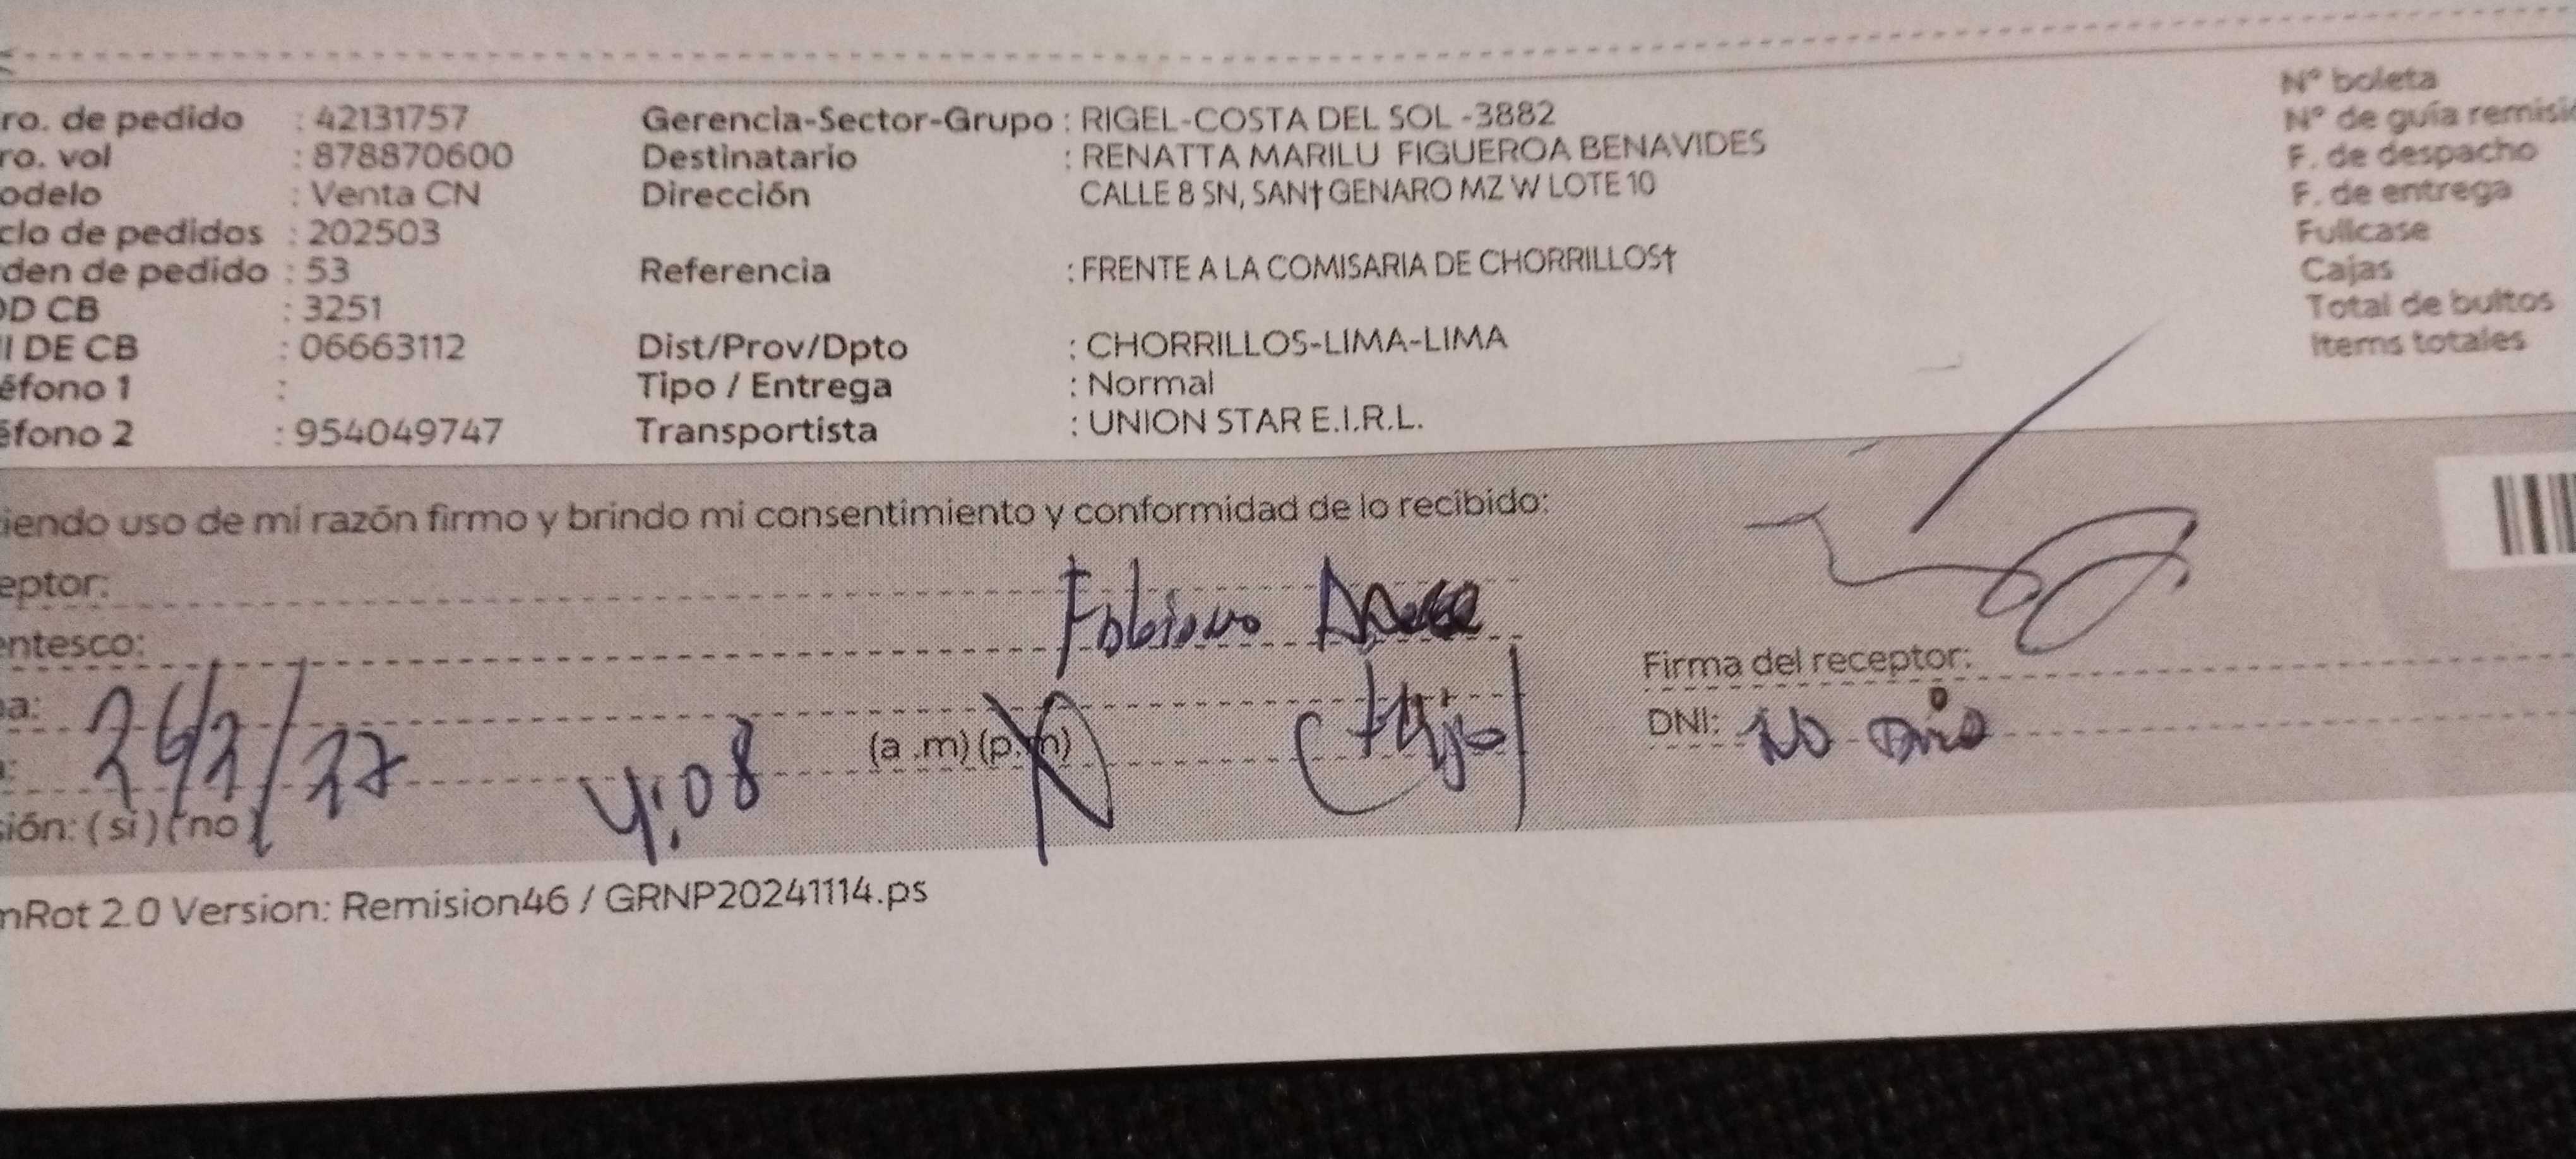 ro. de pedido : 42131757 Gerencia-Sector-Grupo : RIGEL-COSTA DEL SOL -3882 N° boleta
ro. vol : 878870600 Destinatario : RENATTA MARILU FIGUEROA BENAVIDES N° de guía remisió
odelo : Venta CN Dirección CALLE 8 SN, SAN† GENARO MZ W LOTE 10 F. de despacho
clo de pedidos : 202503 F. de entrega
den de pedido : 53 Referencia : FRENTE A LA COMISARIA DE CHORRILLOS† Fullcase
D CB : 3251 Cajas
I DE CB : 06663112 Dist/Prov/Dpto : CHORRILLOS-LIMA-LIMA Total de bultos
éfono 1 : Tipo / Entrega : Normal Items totales
éfono 2 : 954049747 Transportista : UNION STAR E.I.R.L.
iendo uso de mi razón firmo y brindo mi consentimiento y conformidad de lo recibido:
eptor: Fabiano
entesco: Firma del receptor:
a: (Hijo)
4:08 (a .m) (p.m) DNI: No Dio
ión: ( si ) ( no )
nRot 2.0 Version: Remision46 / GRNP20241114.ps